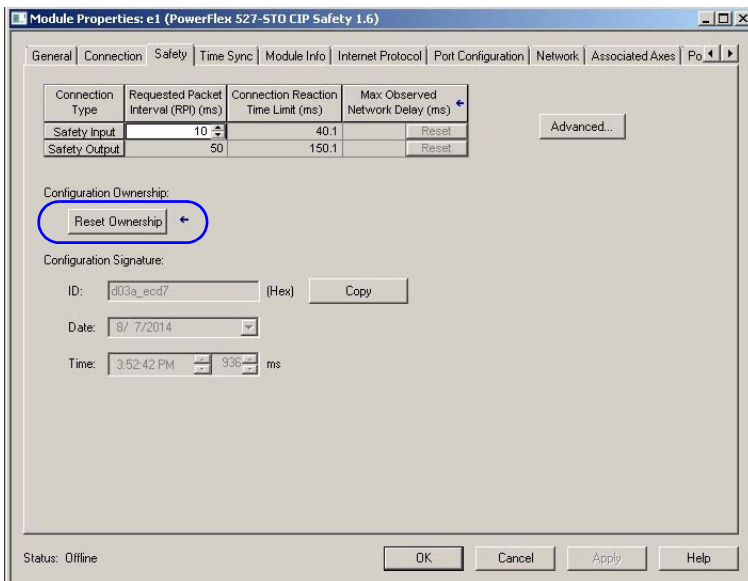 Module Properties: e1 (PowerFlex 527-STO CIP Safety 1.6)
General Connection Safety Time Sync Module Info Internet Protocol Port Configuration Network Associated Axes Po
Connection Type Requested Packet Interval (RPI) (ms) Connection Reaction Time Limit (ms) Max Observed Network Delay (ms)
Safety Input 10 40.1 Reset
Safety Output 50 150.1 Reset
Advanced...
Configuration Ownership:
Reset Ownership
Configuration Signature:
ID: d03a_ecd7 (Hex) Copy
Date: 8/ 7/2014
Time: 3:52:42 PM 936 ms
Status: Offline
OK Cancel Apply Help